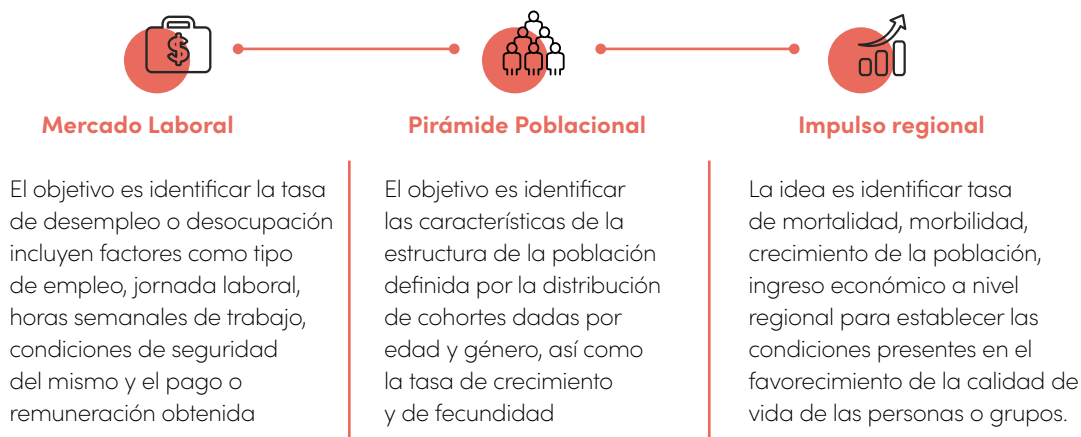 $
Mercado Laboral
El objetivo es identificar la tasa
de desempleo o desocupación
incluyen factores como tipo
de empleo, jornada laboral,
horas semanales de trabajo,
condiciones de seguridad
del mismo y el pago o
remuneración obtenida
Pirámide Poblacional
El objetivo es identificar
las características de la
estructura de la población
definida por la distribución
de cohortes dadas por
edad y género, así como
la tasa de crecimiento
y de fecundidad
Impulso regional
La idea es identificar tasa
de mortalidad, morbilidad,
crecimiento de la población,
ingreso económico a nivel
regional para establecer las
condiciones presentes en el
favorecimiento de la calidad de
vida de las personas o grupos.